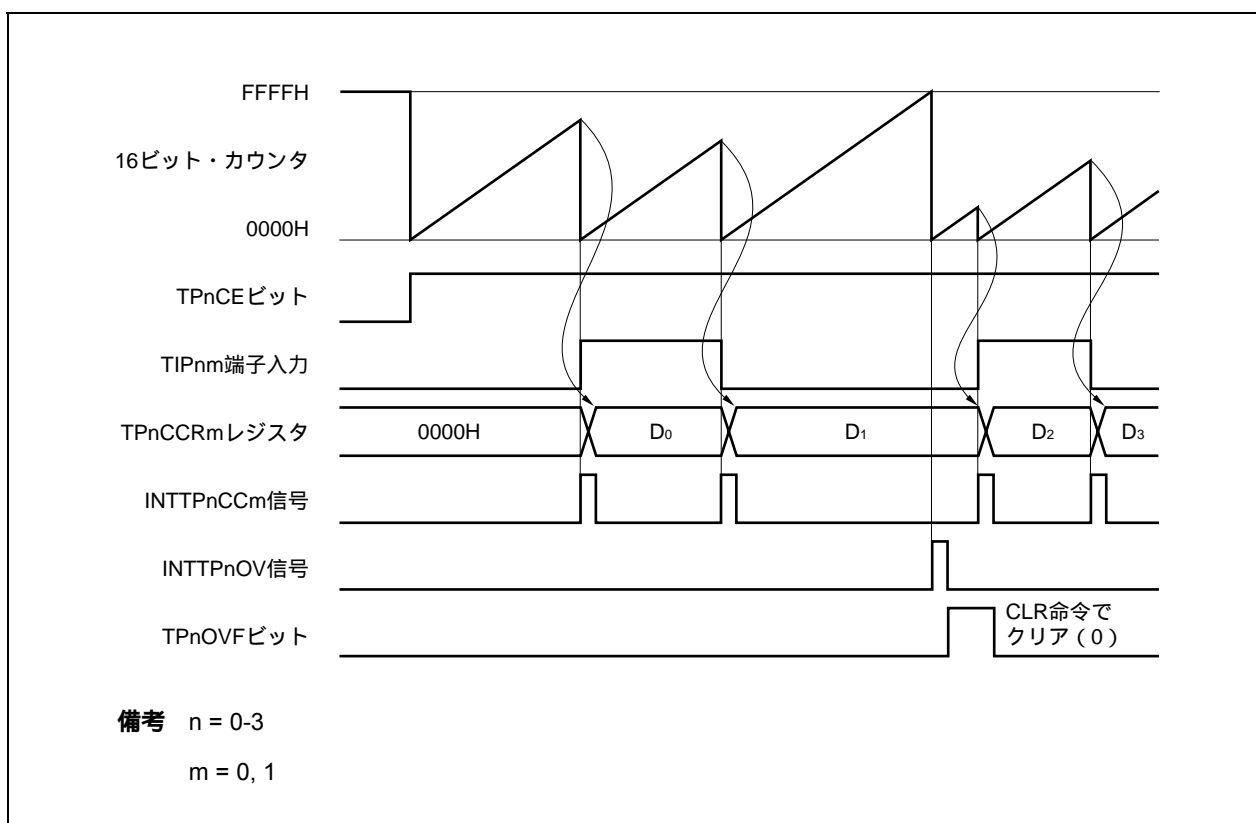 FFFFH
16ビット・カウンタ
0000H
TPnCEビット
TIPnm端子入力
TPnCCRmレジスタ 0000H D0 D1 D2 D3
INTTPnCCm信号
INTTPnOV信号
TPnOVFビット
CLR命令で
クリア(0)
備考 n = 0-3
m = 0, 1